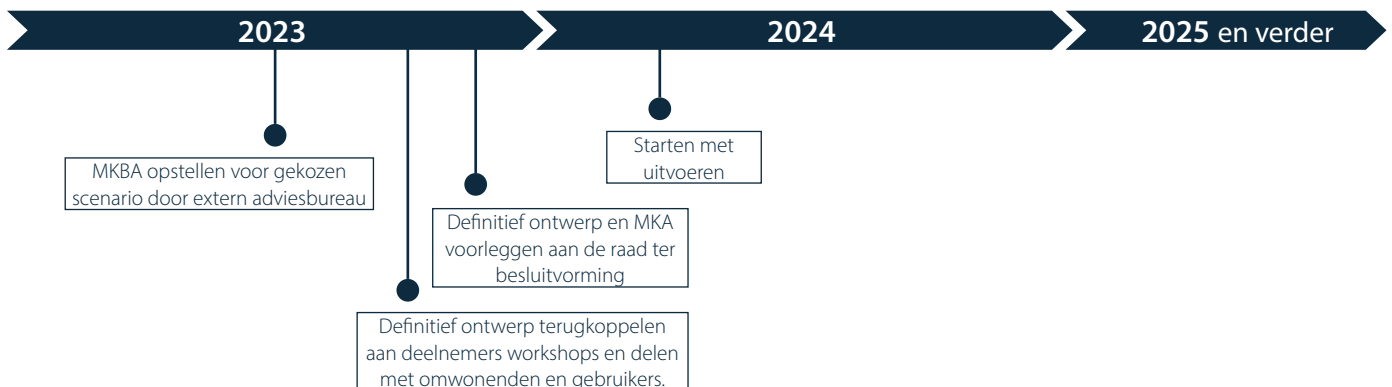 2023
2024
2025 en verder
MKBA opstellen voor gekozen
scenario door extern adviesbureau
Starten met
uitvoeren
Definitief ontwerp en MKA
voorleggen aan de raad ter
besluitvorming
Definitief ontwerp terugkoppelen
aan deelnemers workshops en delen
met omwonenden en gebruikers.